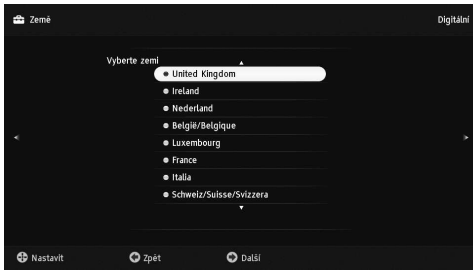 Země
Digitální
Vyberte zemi
United Kingdom
Ireland
Nederland
België/Belgique
Luxembourg
France
Italia
Schweiz/Suisse/Svizzera
Nastavit
Zpět
Další